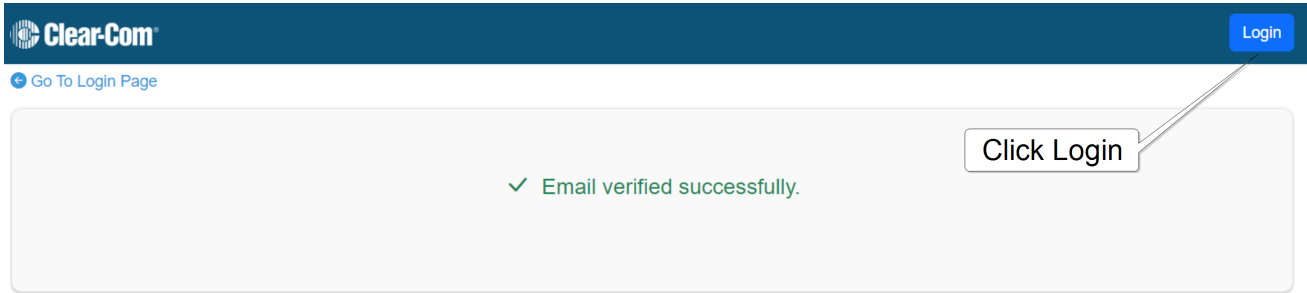 Clear-Com®
Login
Go To Login Page
Click Login
Email verified successfully.